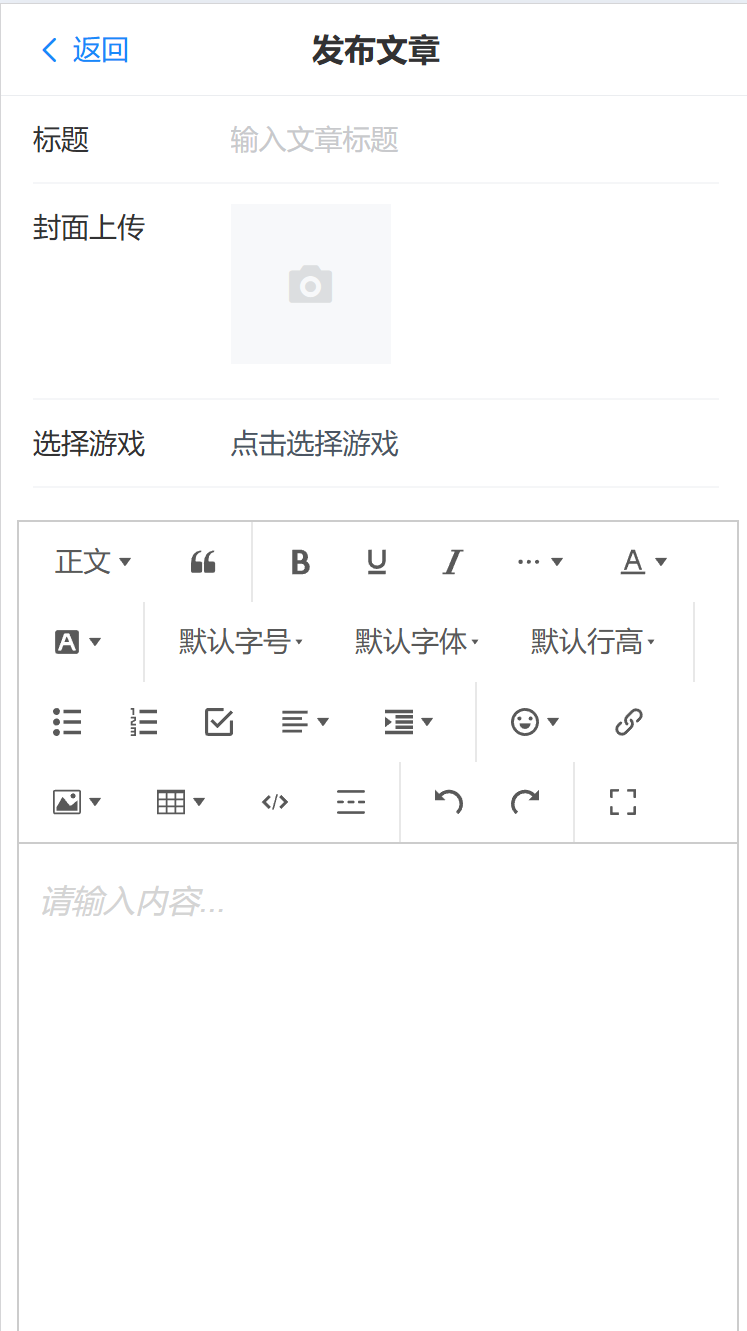 返回
发布文章
标题 输入文章标题
封面上传
选择游戏 点击选择游戏
正文 B U I ... A
A 默认字号 默认字体 默认行高
请输入内容...